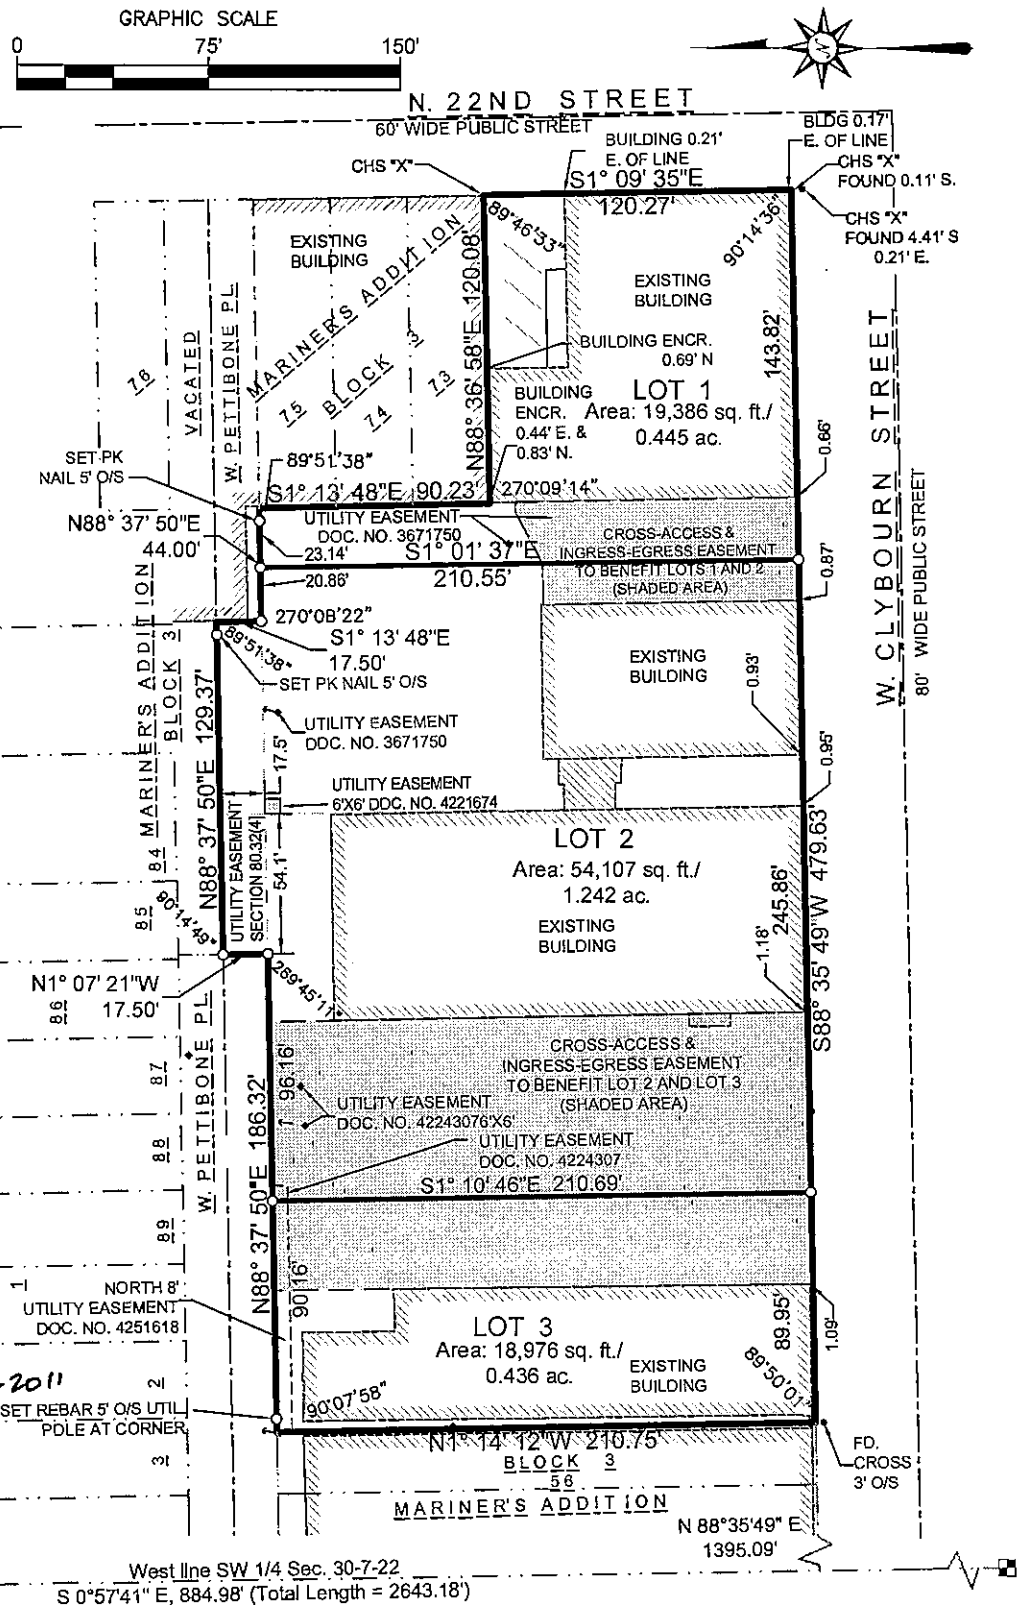 GRAPHIC SCALE
0 75' 150'
N. 22ND STREET
60' WIDE PUBLIC STREET
BUILDING 0.21'
E. OF LINE
BLDG 0.17'
E. OF LINE
CHS "X"
CHS "X"
FOUND 0.11' S.
CHS "X"
FOUND 4.41' S
0.21' E.
S1° 09' 35"E
120.27'
89°46'33"
90°14'36"
EXISTING
BUILDING
MARINER'S ADDITION
BLOCK 3
76
75
74
73
VACATED
W. PETTIBONE PL.
N88° 36' 58"E 120.08'
EXISTING
BUILDING
143.82'
BUILDING ENCR.
0.69' N
LOT 1
Area: 19,386 sq. ft./
0.445 ac.
BUILDING
ENCR.
0.44' E. &
0.83' N.
W. CLYBOURN STREET
80' WIDE PUBLIC STREET
0.66'
SET PK
NAIL 5' O/S
89°51'38"
S1° 13' 48"E 90.23'
270°09'14"
N88° 37' 50"E
44.00'
UTILITY EASEMENT
DOC. NO. 3671750
23.14'
S1° 01' 37"E
210.55'
20.86'
CROSS-ACCESS &
INGRESS-EGRESS EASEMENT
TO BENEFIT LOTS 1 AND 2
(SHADED AREA)
0.87'
270°08'22"
S1° 13' 48"E
17.50'
89°51'38"
SET PK NAIL 5' O/S
MARINER'S ADDITION
BLOCK 3
84
85
N88° 37' 50"E 129.37'
EXISTING
BUILDING
0.93'
0.95'
UTILITY EASEMENT
DOC. NO. 3671750
17.5'
UTILITY EASEMENT
6'X6' DOC. NO. 4221674
UTILITY EASEMENT
SECTION 80.32(4)
54.1'
LOT 2
Area: 54,107 sq. ft./
1.242 ac.
EXISTING
BUILDING
245.86'
S88° 35' 49"W 479.63'
1.18'
90°14'49"
N1° 07' 21"W
17.50'
269°45'11"
86
87
88
89
W. PETTIBONE PL.
N88° 37' 50"E 186.32'
96.16'
CROSS-ACCESS &
INGRESS-EGRESS EASEMENT
TO BENEFIT LOT 2 AND LOT 3
(SHADED AREA)
UTILITY EASEMENT
DOC. NO. 42243076'X6'
UTILITY EASEMENT
DOC. NO. 4224307
S1° 10' 46"E 210.69'
90.16'
1
NORTH 8'
UTILITY EASEMENT
DOC. NO. 4251618
LOT 3
Area: 18,976 sq. ft./
0.436 ac.
EXISTING
BUILDING
89.95'
1.09'
89°50'01"
90°07'58"
-2011
2
SET REBAR 5' O/S UTIL
POLE AT CORNER
3
N1° 14' 12"W 210.75'
BLOCK 3
56
MARINER'S ADDITION
FD.
CROSS
3' O/S
N 88°35'49" E
1395.09'
West line SW 1/4 Sec. 30-7-22
S 0°57'41" E, 884.98' (Total Length = 2643.18')